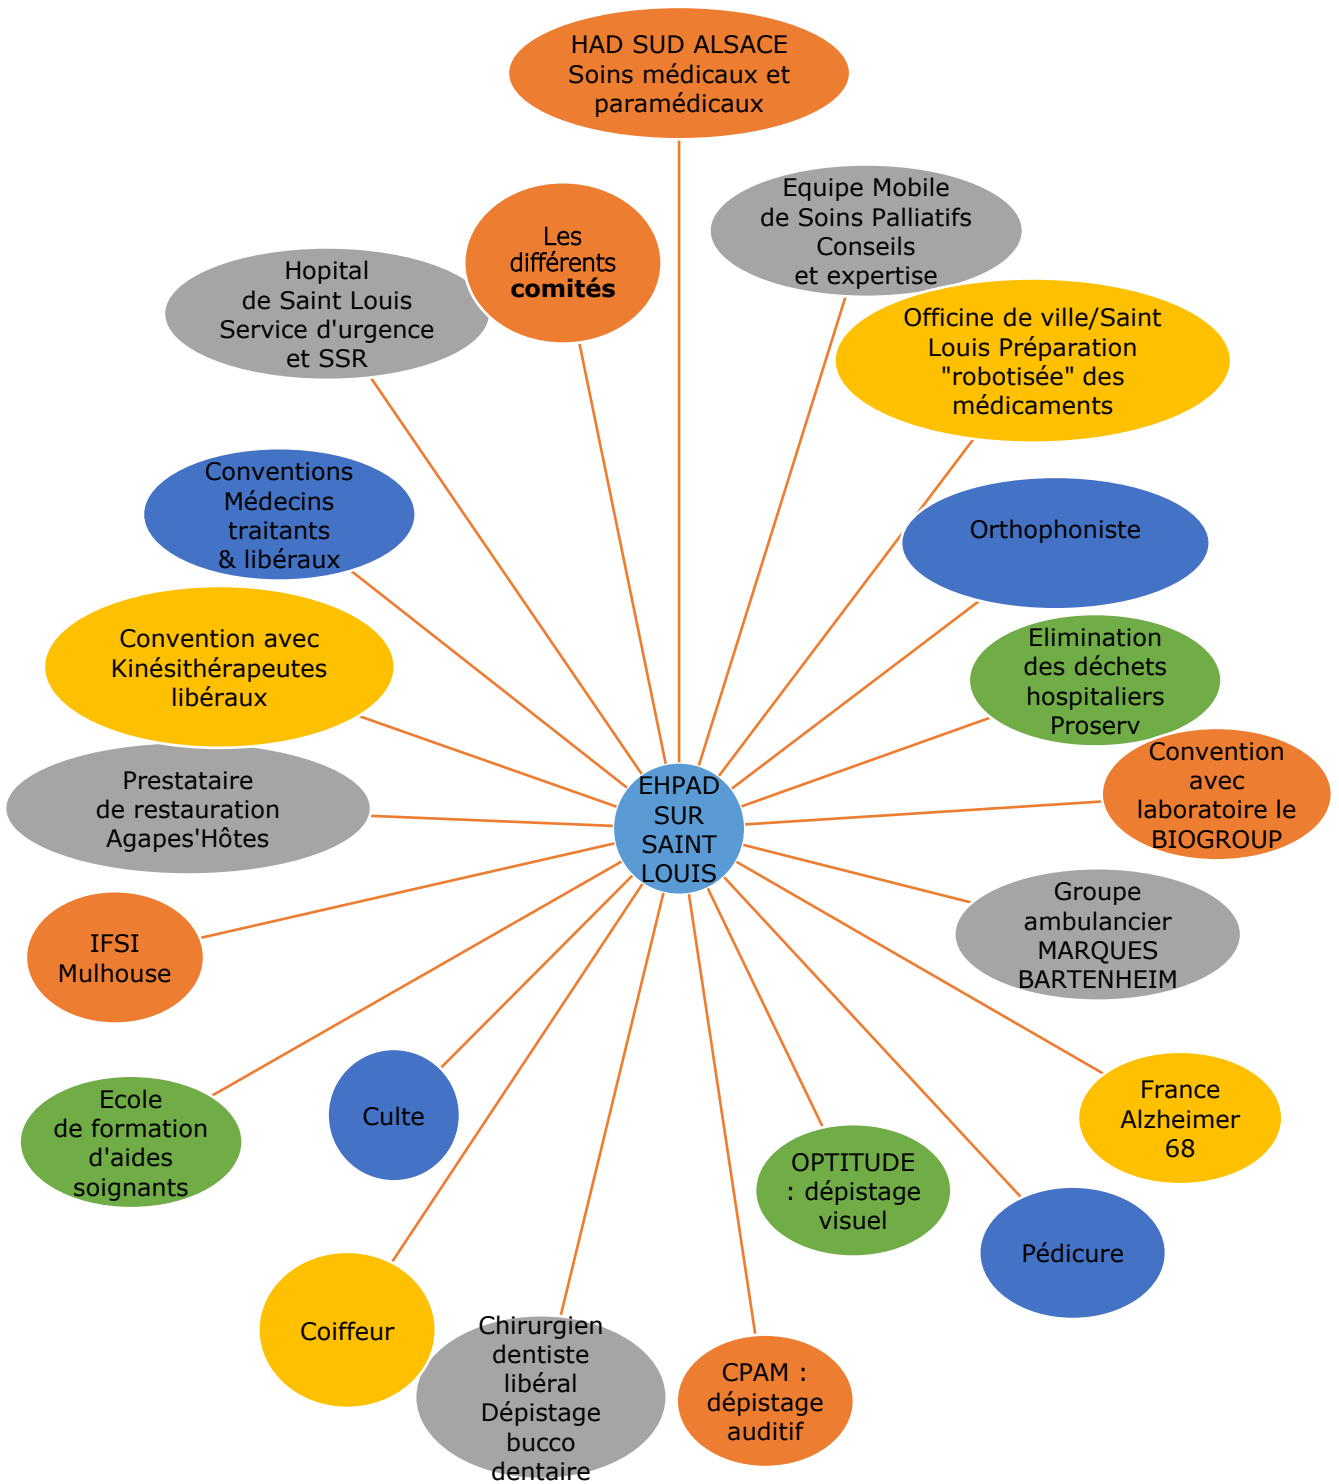 HAD SUD ALSACE
Soins médicaux et
paramédicaux
Equipe Mobile
de Soins Palliatifs
Conseils
et expertise
Officine de ville/Saint
Louis Préparation
"robotisée" des
médicaments
Orthophoniste
Elimination
des déchets
hospitaliers
Proserv
Convention
avec
laboratoire le
BIOGROUP
Groupe
ambulancier
MARQUES
BARTENHEIM
France
Alzheimer
68
Pédicure
OPTITUDE
: dépistage
visuel
CPAM :
dépistage
auditif
Chirurgien
dentiste
libéral
Dépistage
bucco
dentaire
Coiffeur
Culte
Ecole
de formation
d'aides
soignants
IFSI
Mulhouse
Prestataire
de restauration
Agapes'Hôtes
Convention avec
Kinésithérapeutes
libéraux
Conventions
Médecins
traitants
& libéraux
Hopital
de Saint Louis
Service d'urgence
et SSR
Les
différents
comités
EHPAD
SUR
SAINT
LOUIS